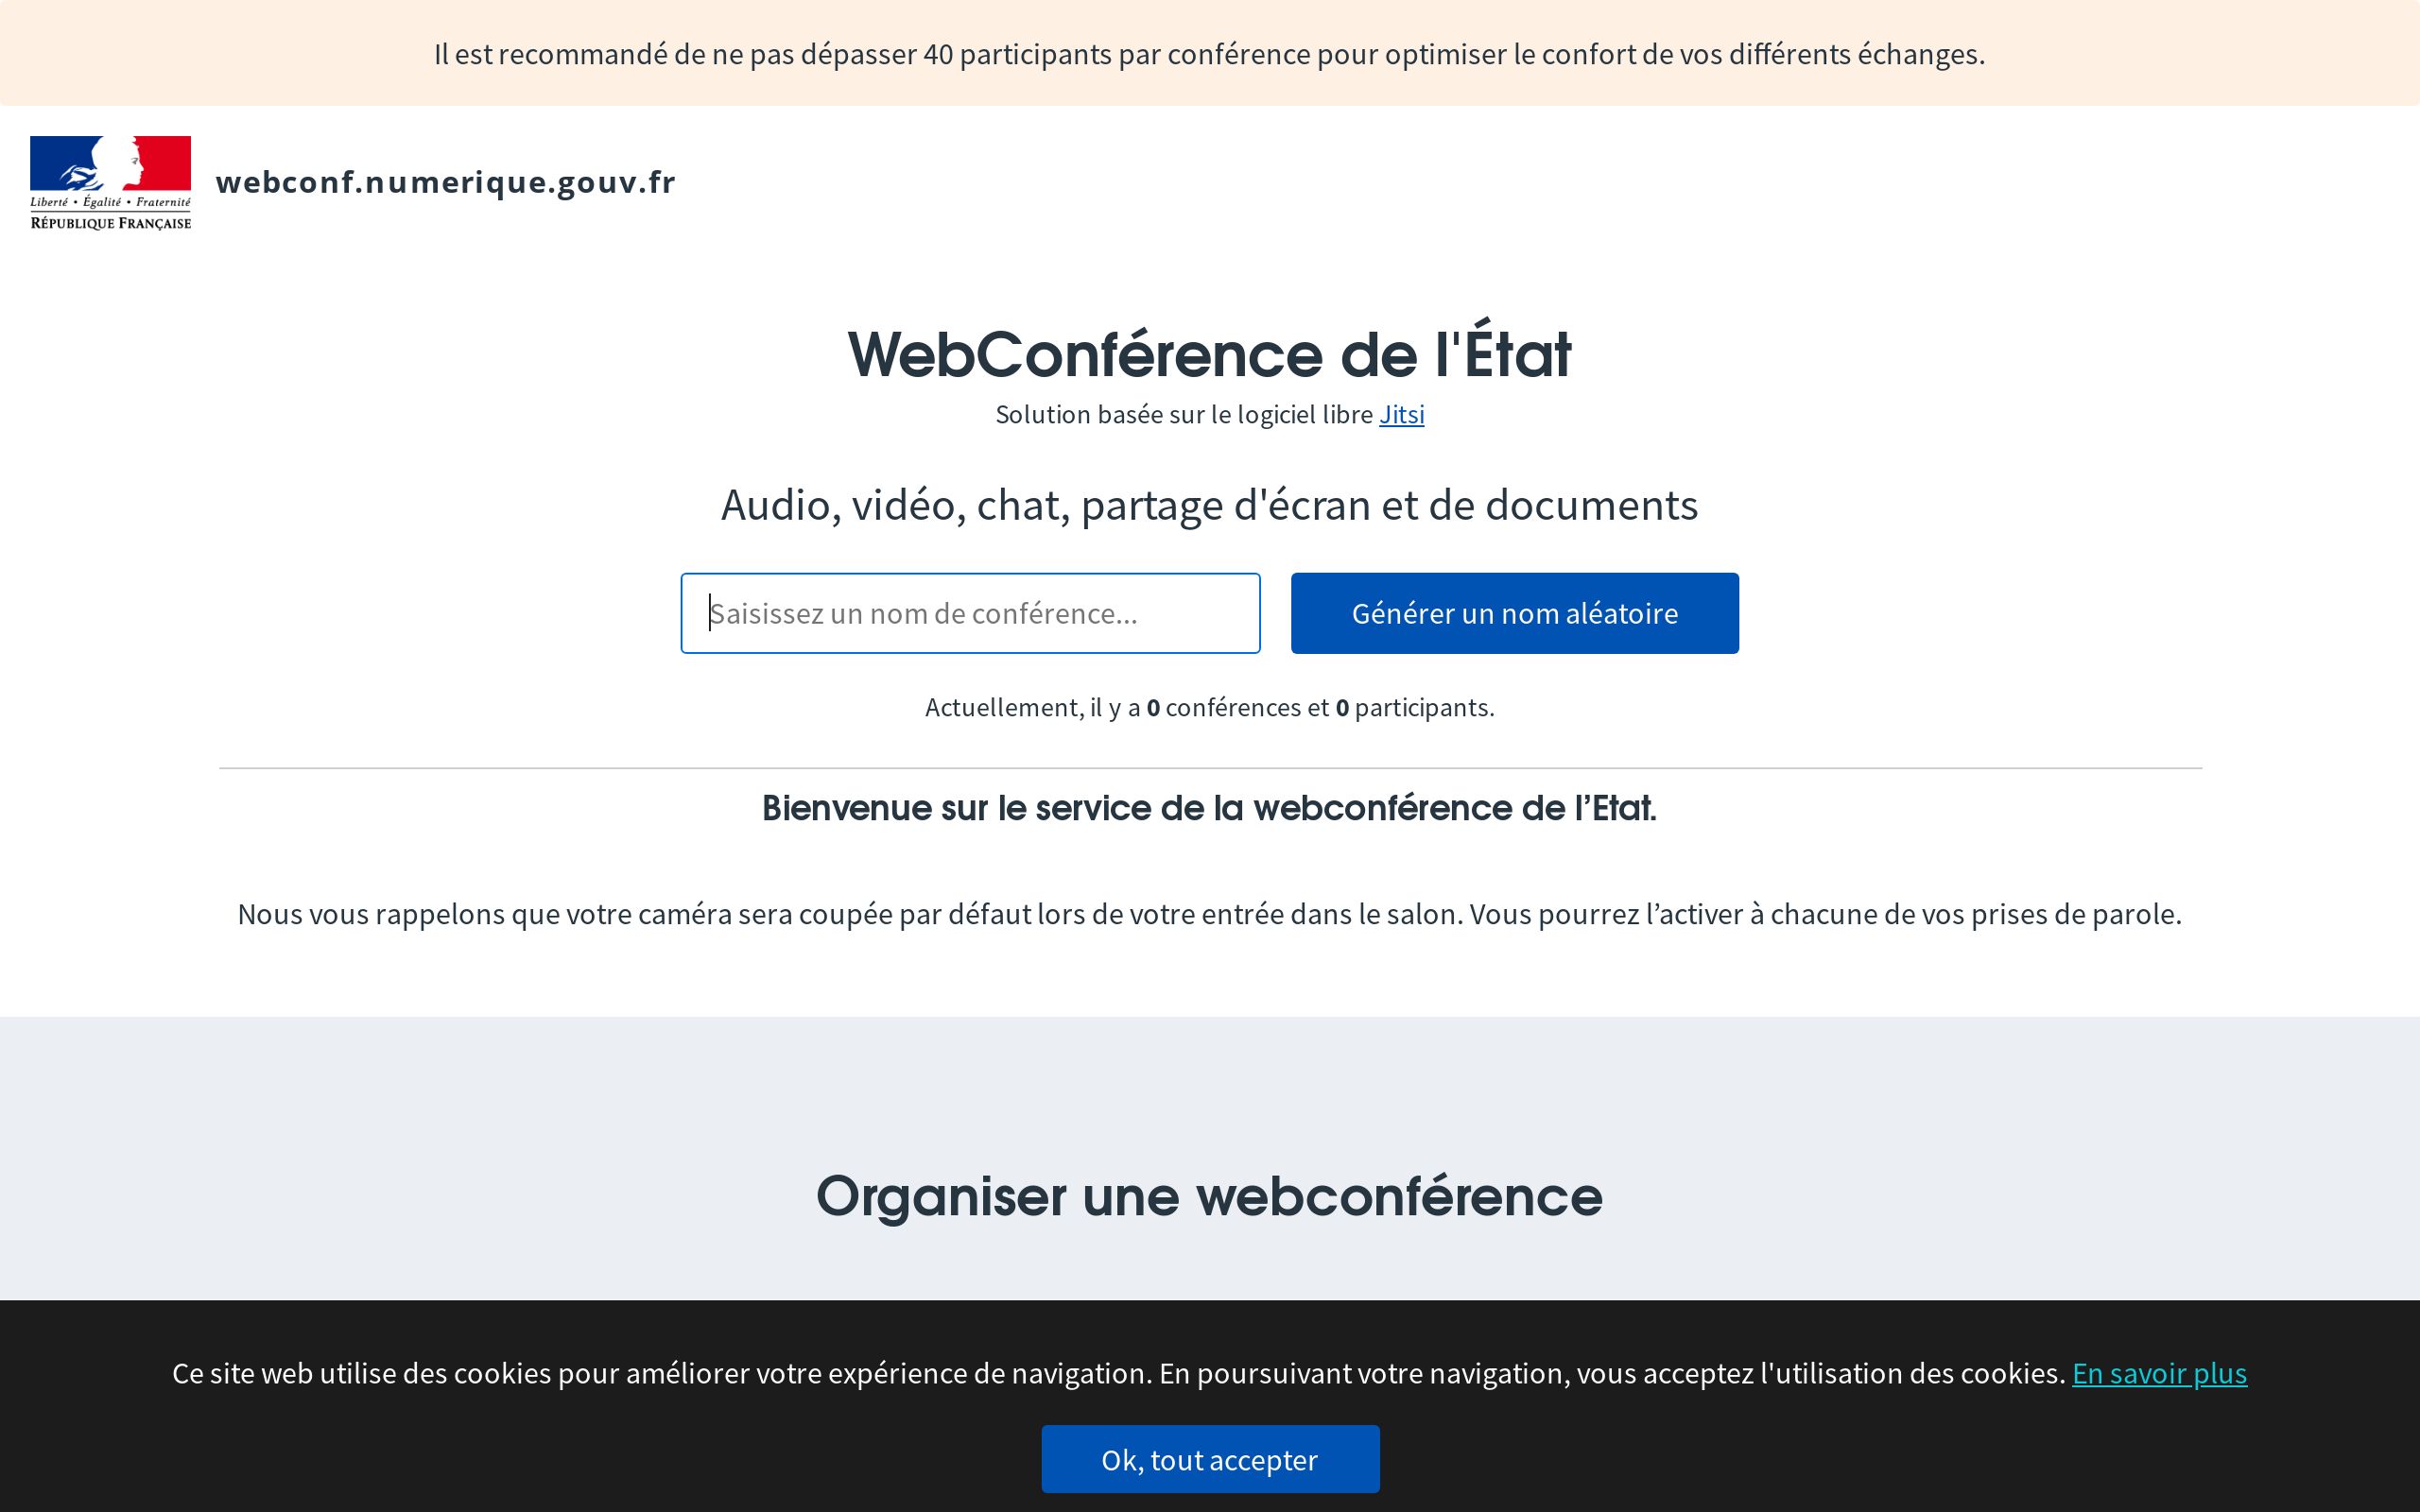 Il est recommandé de ne pas dépasser 40 participants par conférence pour optimiser le confort de vos différents échanges.
Liberté • Égalité • Fraternité
RÉPUBLIQUE FRANÇAISE
webconf.numerique.gouv.fr
WebConférence de l'État
Solution basée sur le logiciel libre Jitsi
Audio, vidéo, chat, partage d'écran et de documents
Saisissez un nom de conférence...
Générer un nom aléatoire
Actuellement, il y a 0 conférences et 0 participants.
Bienvenue sur le service de la webconférence de l’Etat.
Nous vous rappelons que votre caméra sera coupée par défaut lors de votre entrée dans le salon. Vous pourrez l’activer à chacune de vos prises de parole.
Organiser une webconférence
Ce site web utilise des cookies pour améliorer votre expérience de navigation. En poursuivant votre navigation, vous acceptez l'utilisation des cookies. En savoir plus
Ok, tout accepter